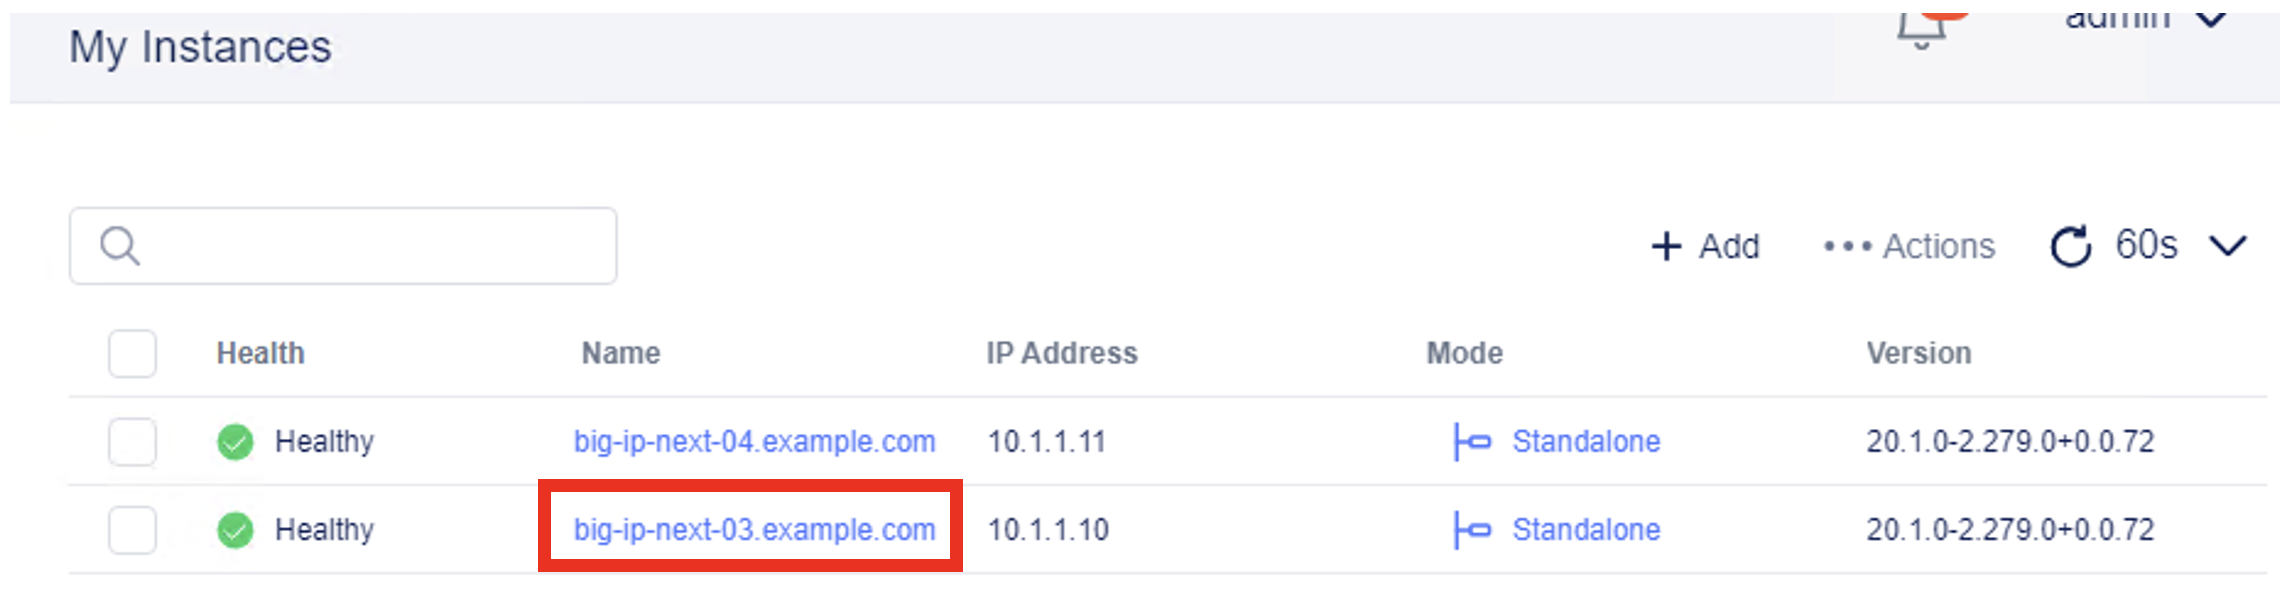 admin
My Instances
+ Add ••• Actions 60s
Health Name IP Address Mode Version
Healthy big-ip-next-04.example.com 10.1.1.11 Standalone 20.1.0-2.279.0+0.0.72
Healthy big-ip-next-03.example.com 10.1.1.10 Standalone 20.1.0-2.279.0+0.0.72